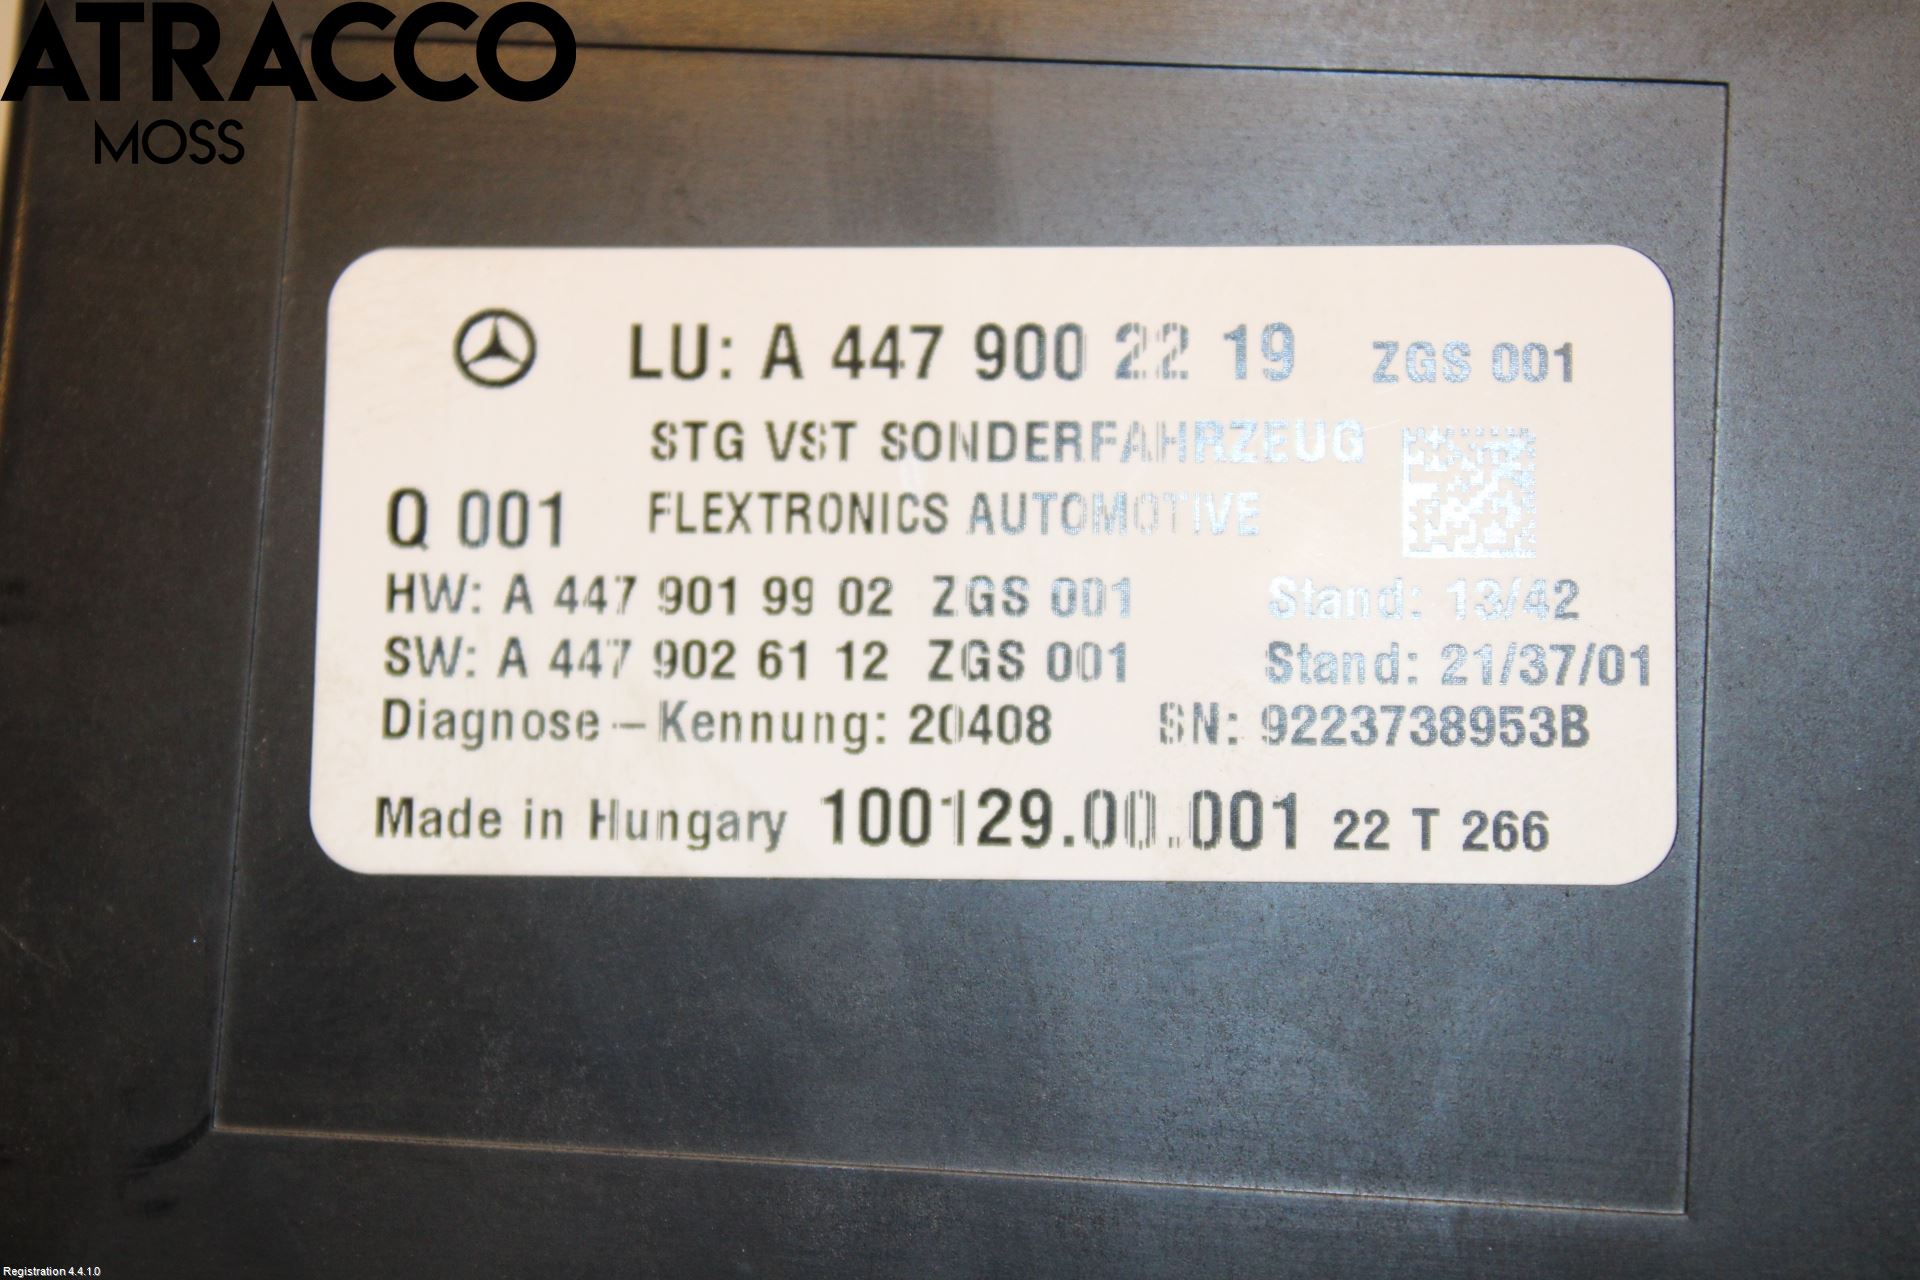 ATRACCO
MOSS
LU: A 447 900 22 19 ZGS 001
STG VST SONDERFAHRZEUG
Q 001 FLEXTRONICS AUTOMOTIVE
HW: A 447 901 99 02 ZGS 001 Stand: 13/42
SW: A 447 902 61 12 ZGS 001 Stand: 21/37/01
Diagnose – Kennung: 20408 SN: 9223738953B
Made in Hungary 100129.00.001 22 T 266
Registration 4.4.1.0